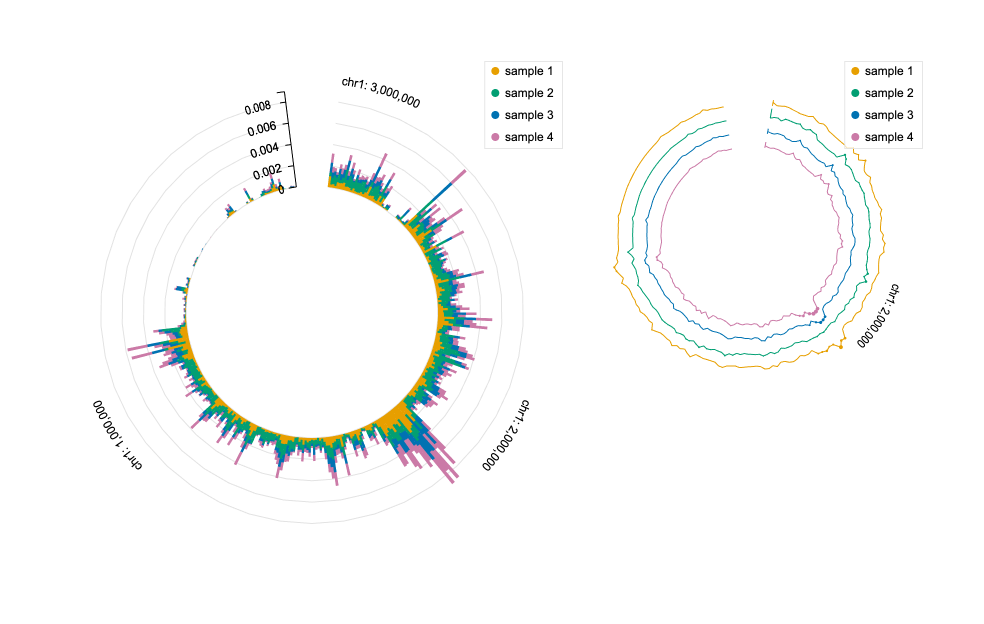 chr1: 3,000,000
sample 1
sample 2
sample 3
sample 4
0.008
0.006
0.004
0.002
0
chr1: 1,000,000
chr1: 2,000,000
sample 1
sample 2
sample 3
sample 4
chr1: 2,000,000